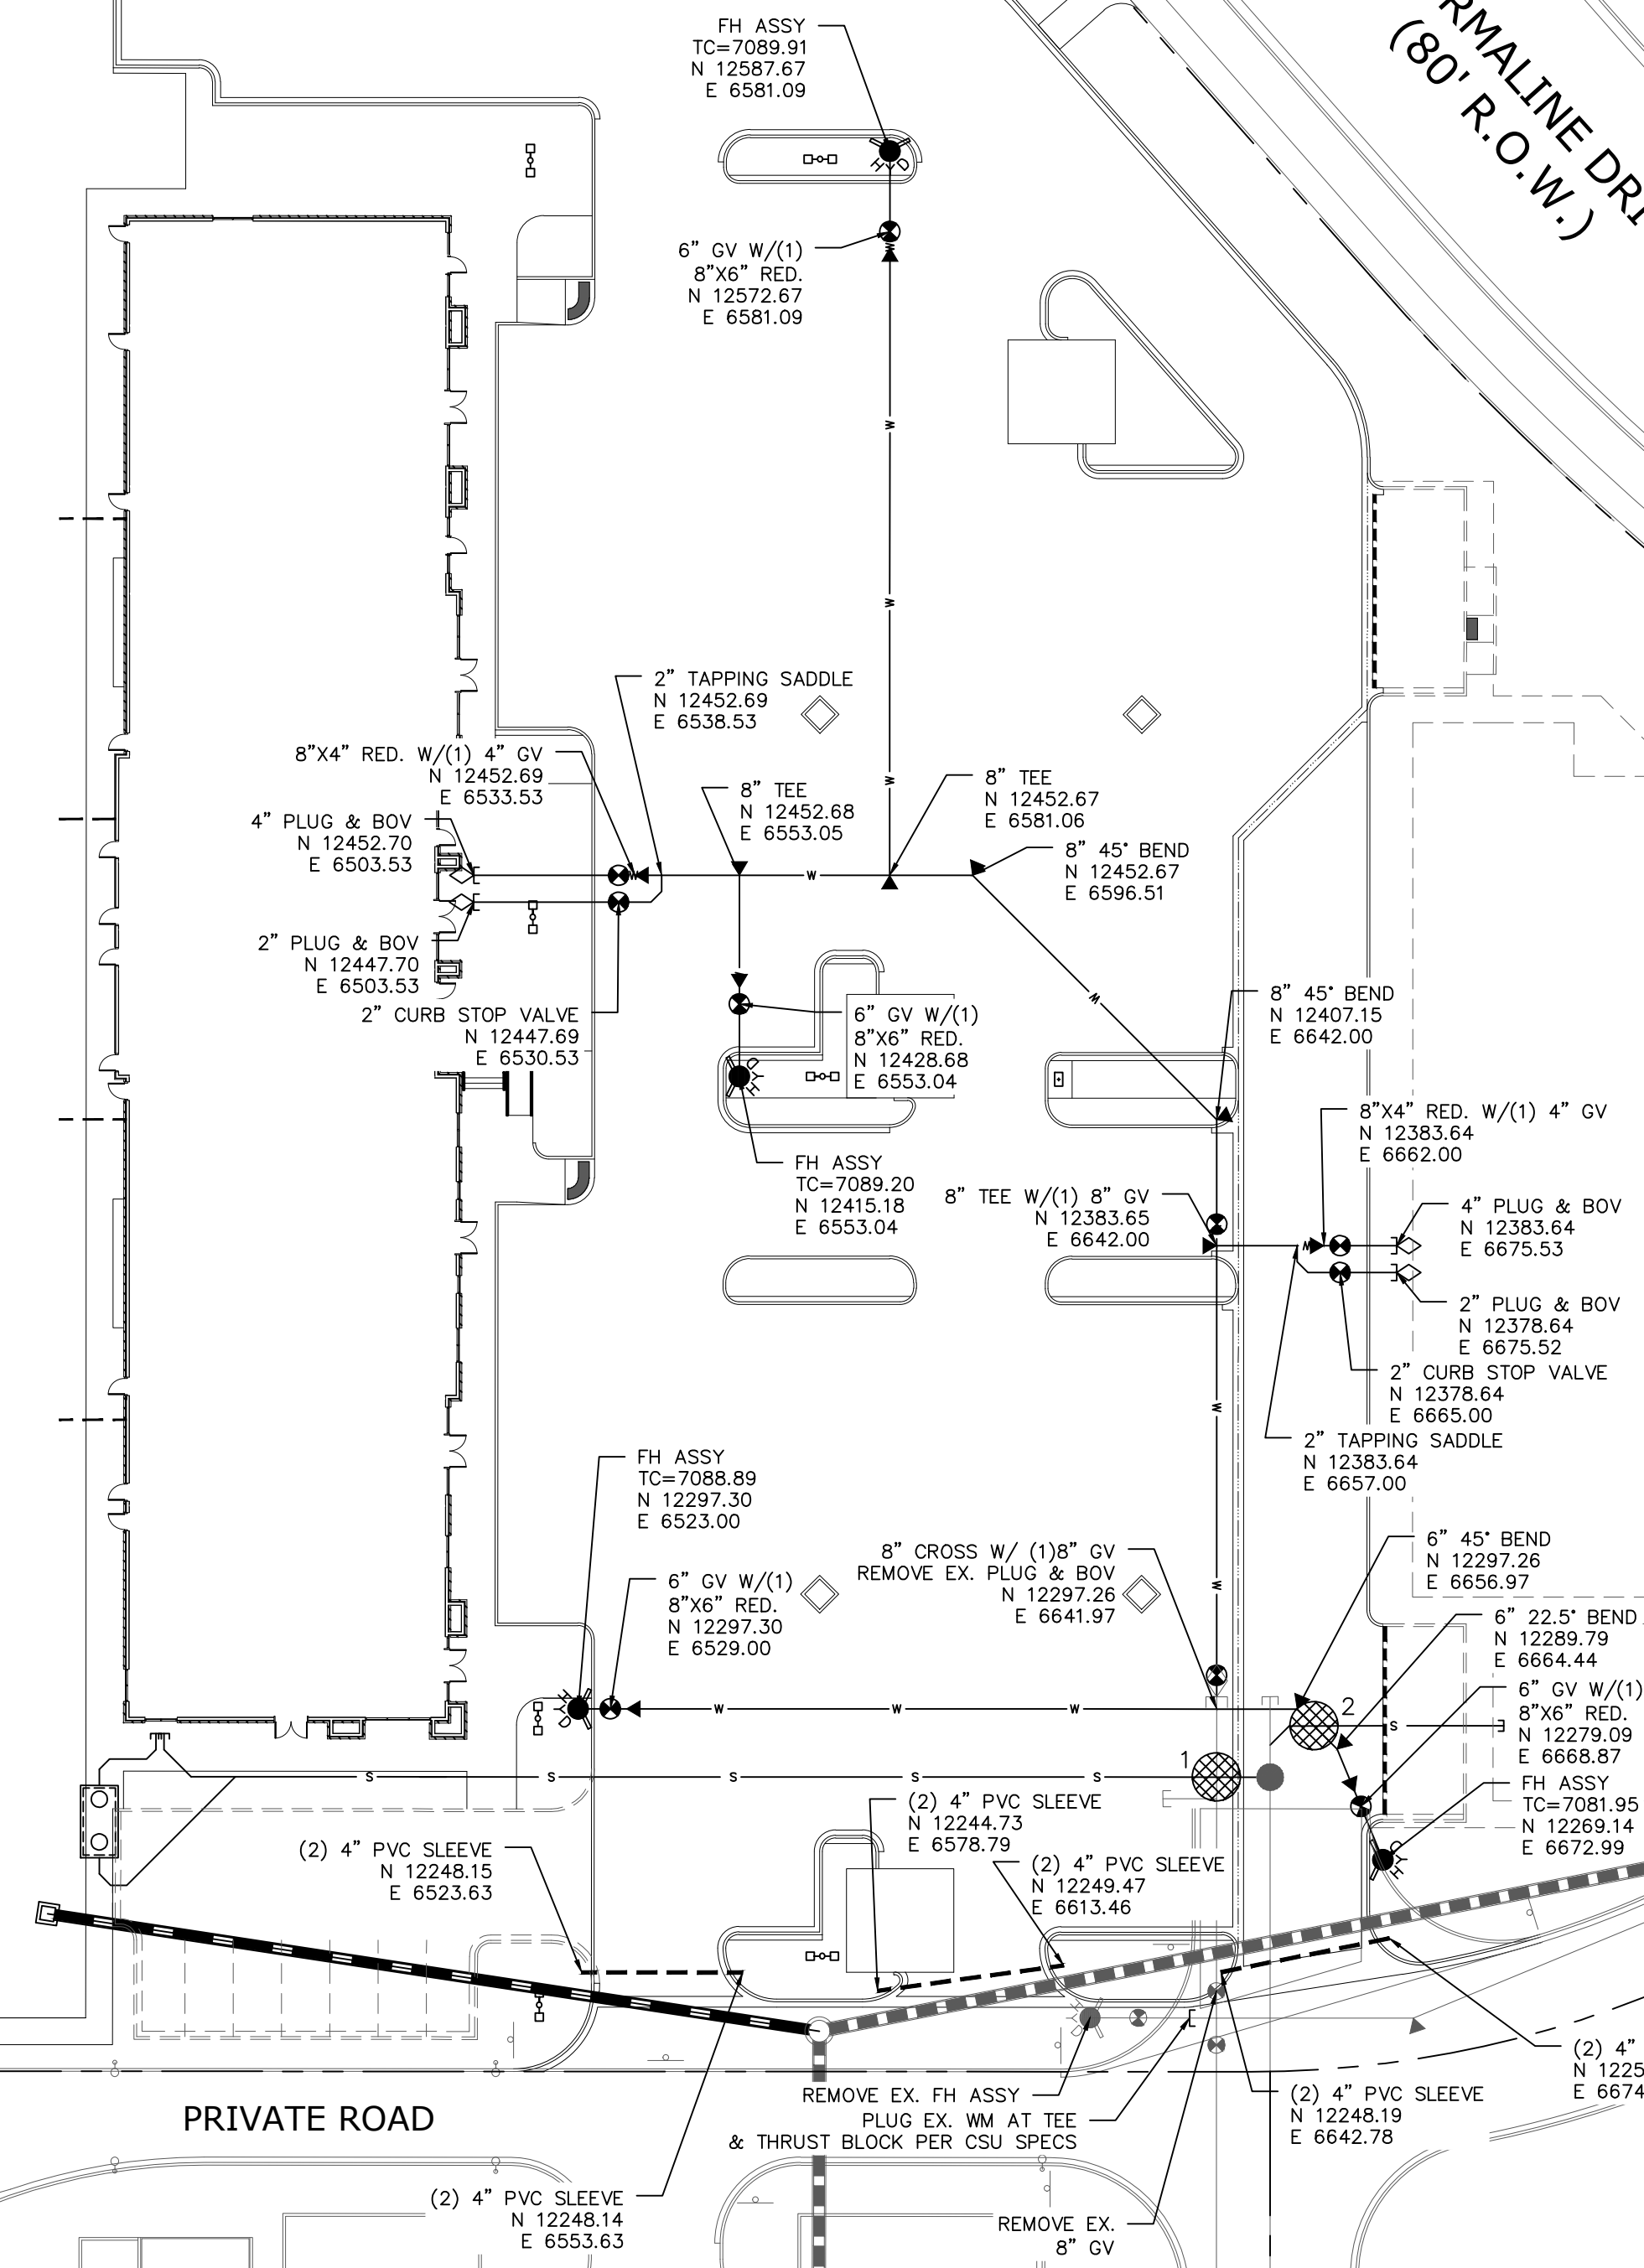 FH ASSY
TC=7089.91
N 12587.67
E 6581.09
(80' R.O.W.)
HYD
6" GV W/(1)
8"X6" RED.
N 12572.67
E 6581.09
W
W
W
W
2" TAPPING SADDLE
N 12452.69
E 6538.53
8"X4" RED. W/(1) 4" GV
N 12452.69
E 6533.53
8" TEE
N 12452.68
E 6553.05
8" TEE
N 12452.67
E 6581.06
4" PLUG & BOV
N 12452.70
E 6503.53
8" 45° BEND
N 12452.67
E 6596.51
W
W
2" PLUG & BOV
N 12447.70
E 6503.53
2" CURB STOP VALVE
N 12447.69
E 6530.53
6" GV W/(1)
8"X6" RED.
N 12428.68
E 6553.04
W
8" 45° BEND
N 12407.15
E 6642.00
HYD
FH ASSY
TC=7089.20
N 12415.18
E 6553.04
8"X4" RED. W/(1) 4" GV
N 12383.64
E 6662.00
8" TEE W/(1) 8" GV
N 12383.65
E 6642.00
W
4" PLUG & BOV
N 12383.64
E 6675.53
2" PLUG & BOV
N 12378.64
E 6675.52
2" CURB STOP VALVE
N 12378.64
E 6665.00
W
2" TAPPING SADDLE
N 12383.64
E 6657.00
FH ASSY
TC=7088.89
N 12297.30
E 6523.00
6" GV W/(1)
8"X6" RED.
N 12297.30
E 6529.00
8" CROSS W/ (1)8" GV
REMOVE EX. PLUG & BOV
N 12297.26
E 6641.97
W
6" 45° BEND
N 12297.26
E 6656.97
6" 22.5° BEND
N 12289.79
E 6664.44
HYD
W
W
W
2
S
6" GV W/(1)
8"X6" RED.
N 12279.09
E 6668.87
1
S
S
S
S
S
FH ASSY
TC=7081.95
N 12269.14
E 6672.99
HYD
(2) 4" PVC SLEEVE
N 12244.73
E 6578.79
(2) 4" PVC SLEEVE
N 12248.15
E 6523.63
(2) 4" PVC SLEEVE
N 12249.47
E 6613.46
HYD
(2) 4"
REMOVE EX. FH ASSY
PLUG EX. WM AT TEE
& THRUST BLOCK PER CSU SPECS
(2) 4" PVC SLEEVE
N 12248.19
E 6642.78
PRIVATE ROAD
(2) 4" PVC SLEEVE
N 12248.14
E 6553.63
REMOVE EX.
8" GV